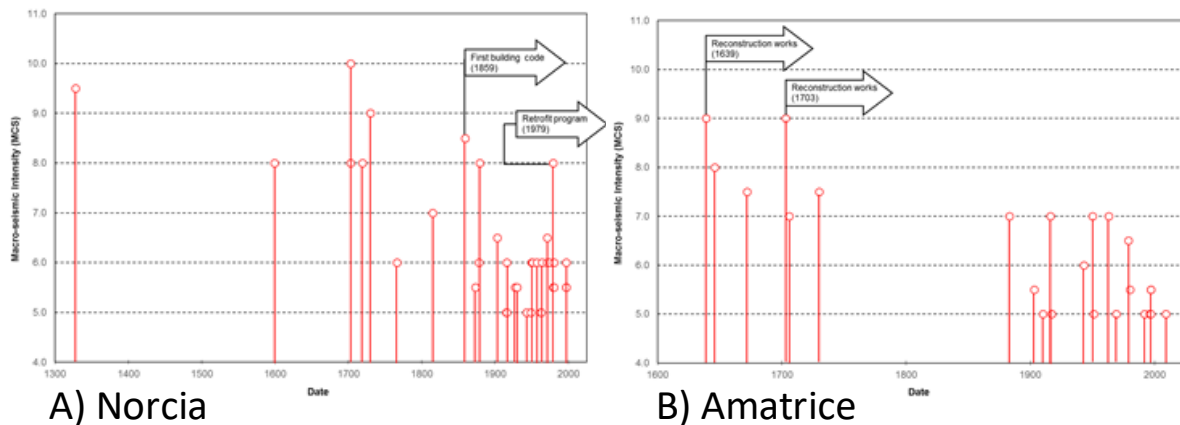 11.0
10.0
9.0
8.0
7.0
6.0
5.0
4.0
Macro-seismic Intensity (MCS)
First building code
(1859)
Retrofit program
(1979)
1300 1400 1500 1600 1700 1800 1900 2000
Date
A) Norcia
11.0
10.0
9.0
8.0
7.0
6.0
5.0
4.0
Macro-seismic Intensity (MCS)
Reconstruction works
(1639)
Reconstruction works
(1703)
1600 1700 1800 1900 2000
Date
B) Amatrice